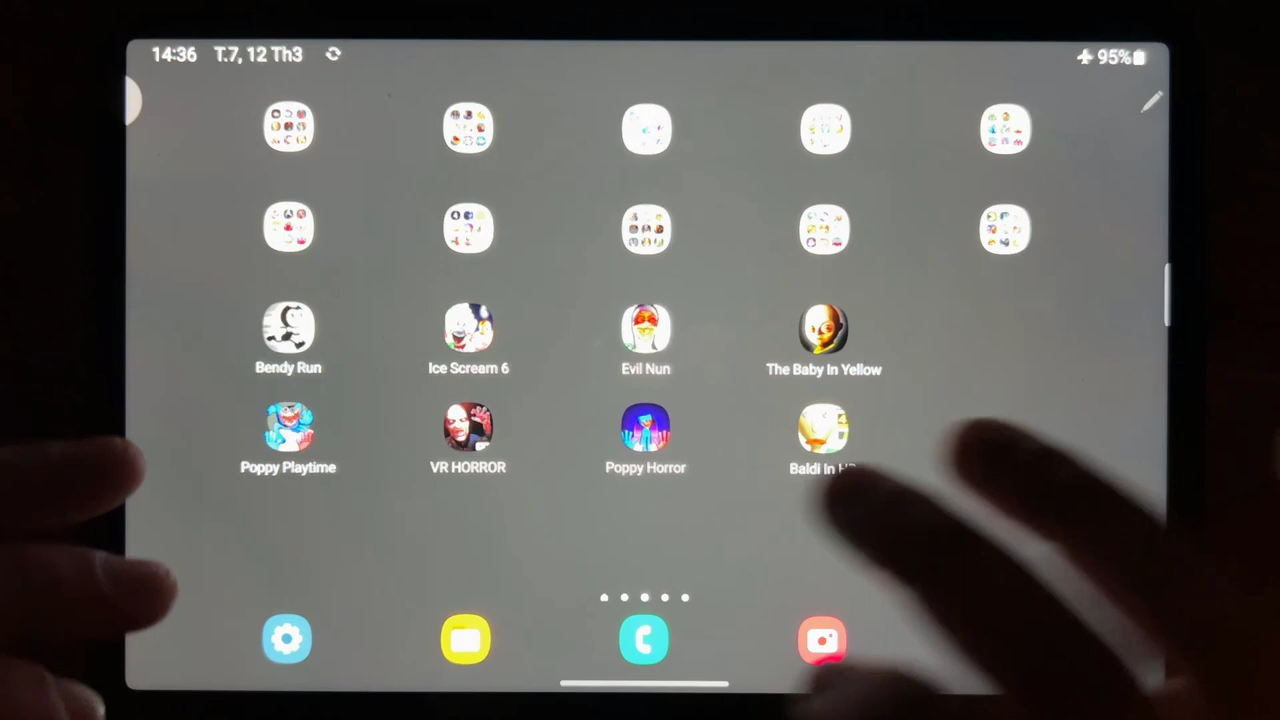 14:36 T.7, 12 Th3 95%
Bendy Run Ice Scream 6 Evil Nun The Baby In Yellow
Poppy Playtime VR HORROR Poppy Horror Baldi In